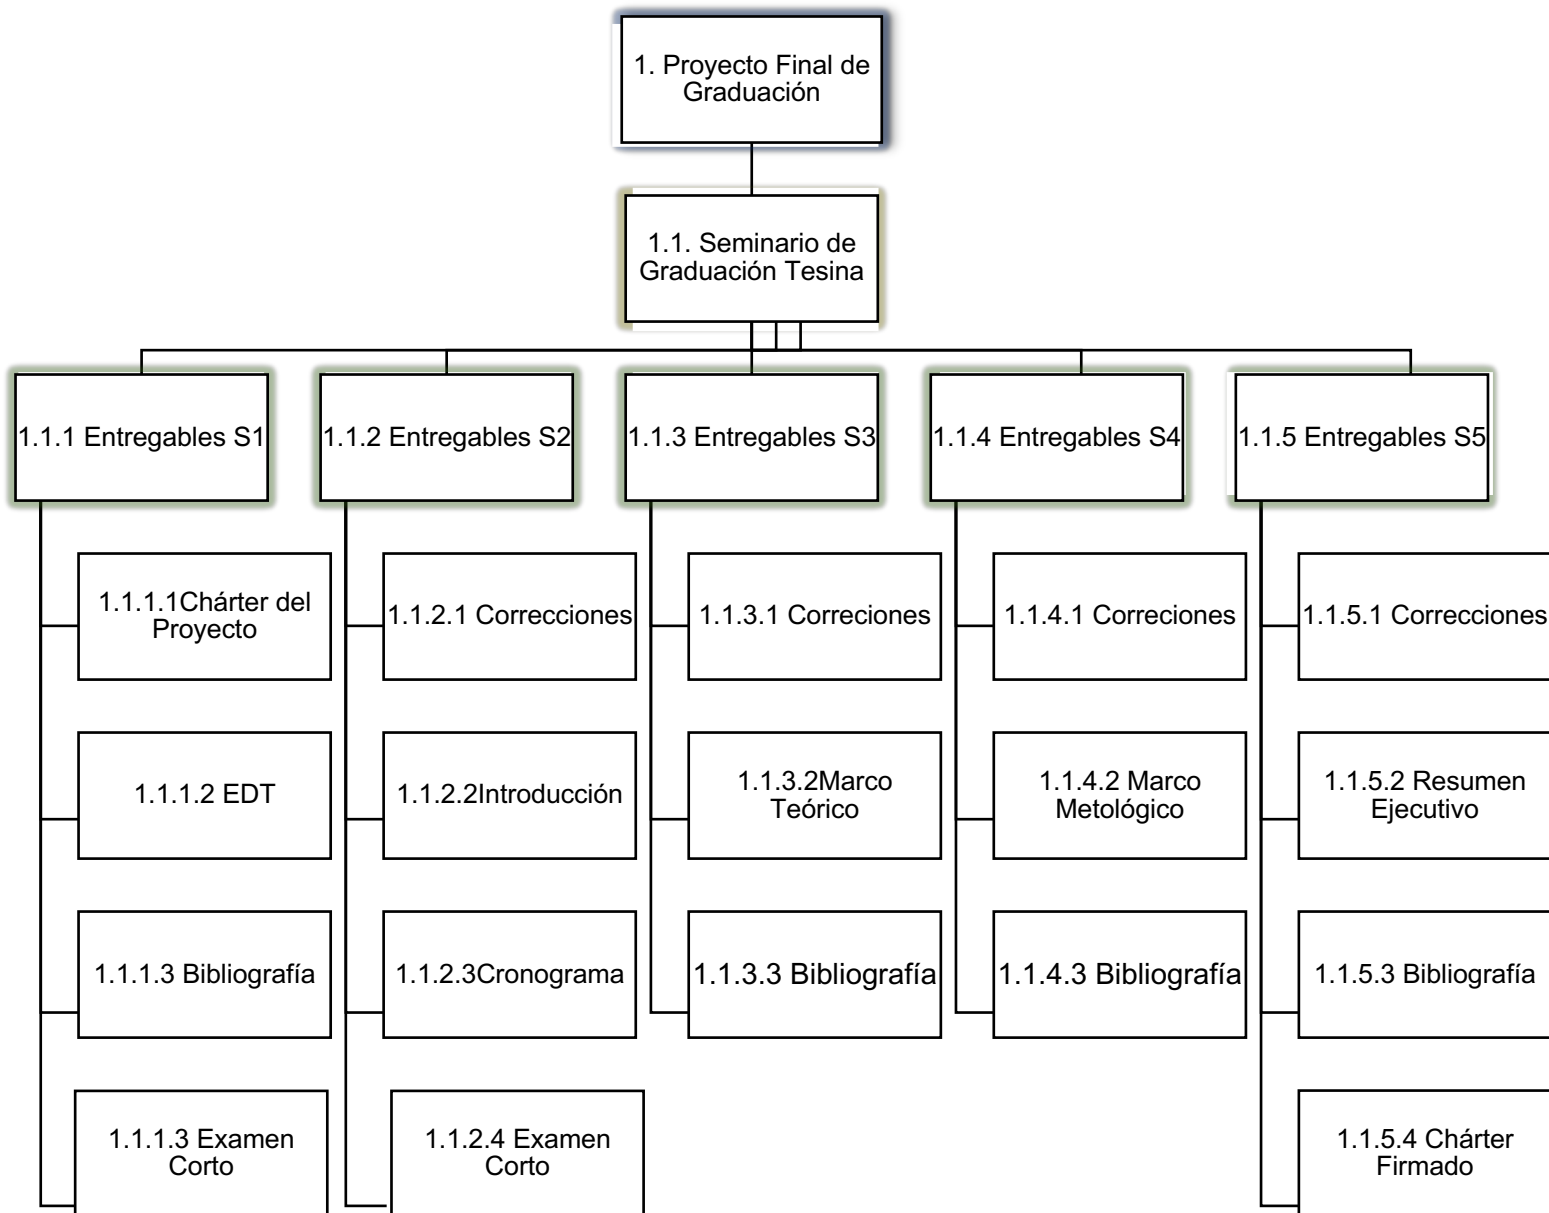 1. Proyecto Final de
Graduación
1.1. Seminario de
Graduación Tesina
1.1.1 Entregables S1
1.1.2 Entregables S2
1.1.3 Entregables S3
1.1.4 Entregables S4
1.1.5 Entregables S5
1.1.1.1Chárter del
Proyecto
1.1.2.1 Correcciones
1.1.3.1 Correciones
1.1.4.1 Correciones
1.1.5.1 Correcciones
1.1.1.2 EDT
1.1.2.2Introducción
1.1.3.2Marco
Teórico
1.1.4.2 Marco
Metológico
1.1.5.2 Resumen
Ejecutivo
1.1.1.3 Bibliografía
1.1.2.3Cronograma
1.1.3.3 Bibliografía
1.1.4.3 Bibliografía
1.1.5.3 Bibliografía
1.1.1.3 Examen
Corto
1.1.2.4 Examen
Corto
1.1.5.4 Chárter
Firmado